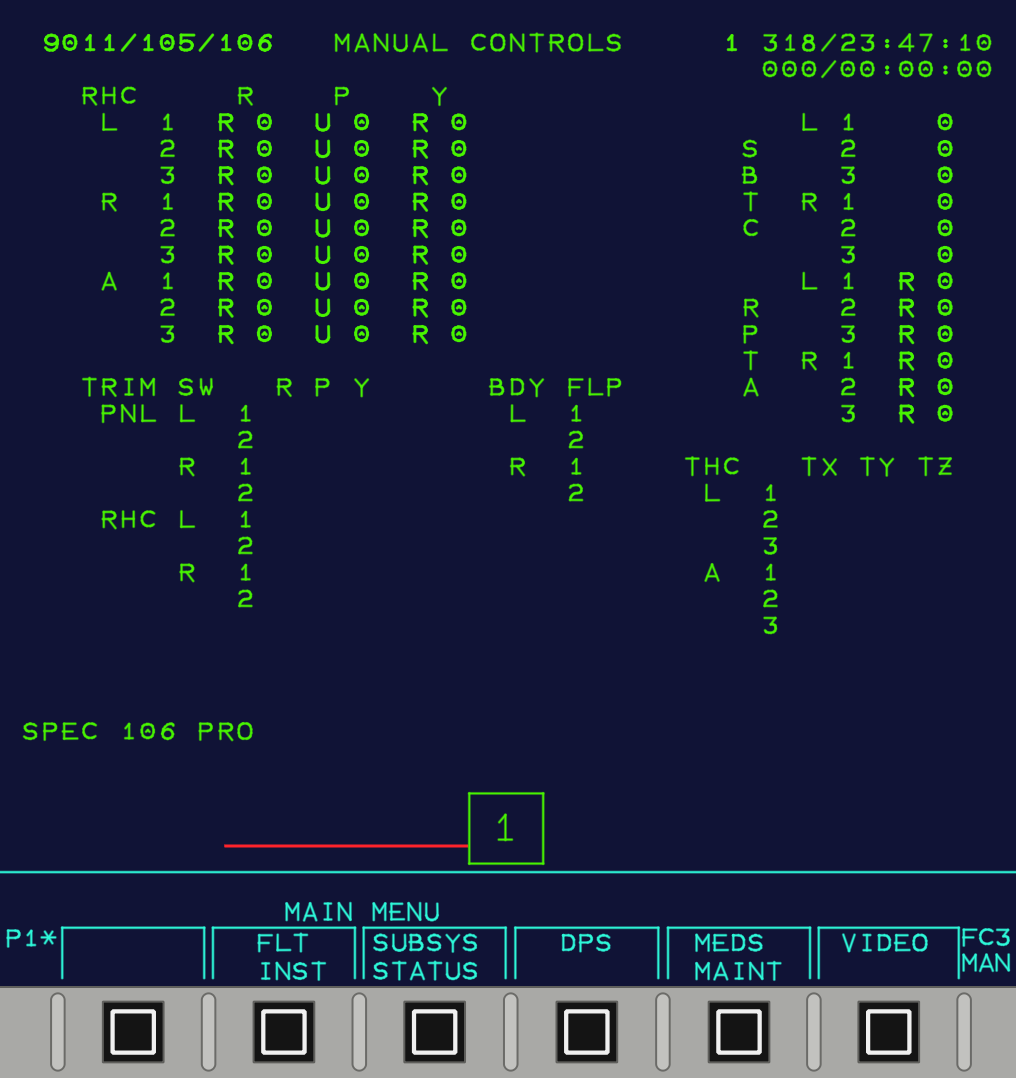 9011/105/106 MANUAL CONTROLS 1 318/23:47:10
000/00:00:00
RHC R P Y
L 1 R 0 U 0 R 0 L 1 0
2 R 0 U 0 R 0 S 2 0
3 R 0 U 0 R 0 B 3 0
R 1 R 0 U 0 R 0 T R 1 0
2 R 0 U 0 R 0 C 2 0
3 R 0 U 0 R 0 3 0
A 1 R 0 U 0 R 0 L 1 R 0
2 R 0 U 0 R 0 R 2 R 0
3 R 0 U 0 R 0 P 3 R 0
T R 1 R 0
TRIM SW R P Y BDY FLP A 2 R 0
PNL L 1 L 1 3 R 0
2 2
R 1 R 1 THC TX TY TZ
2 2 L 1
RHC L 1 2
2 3
R 1 A 1
2 2
3
SPEC 106 PRO
1
MAIN MENU
P1* FLT SUBSYS DPS MEDS VIDEO FC3
INST STATUS MAINT MAN